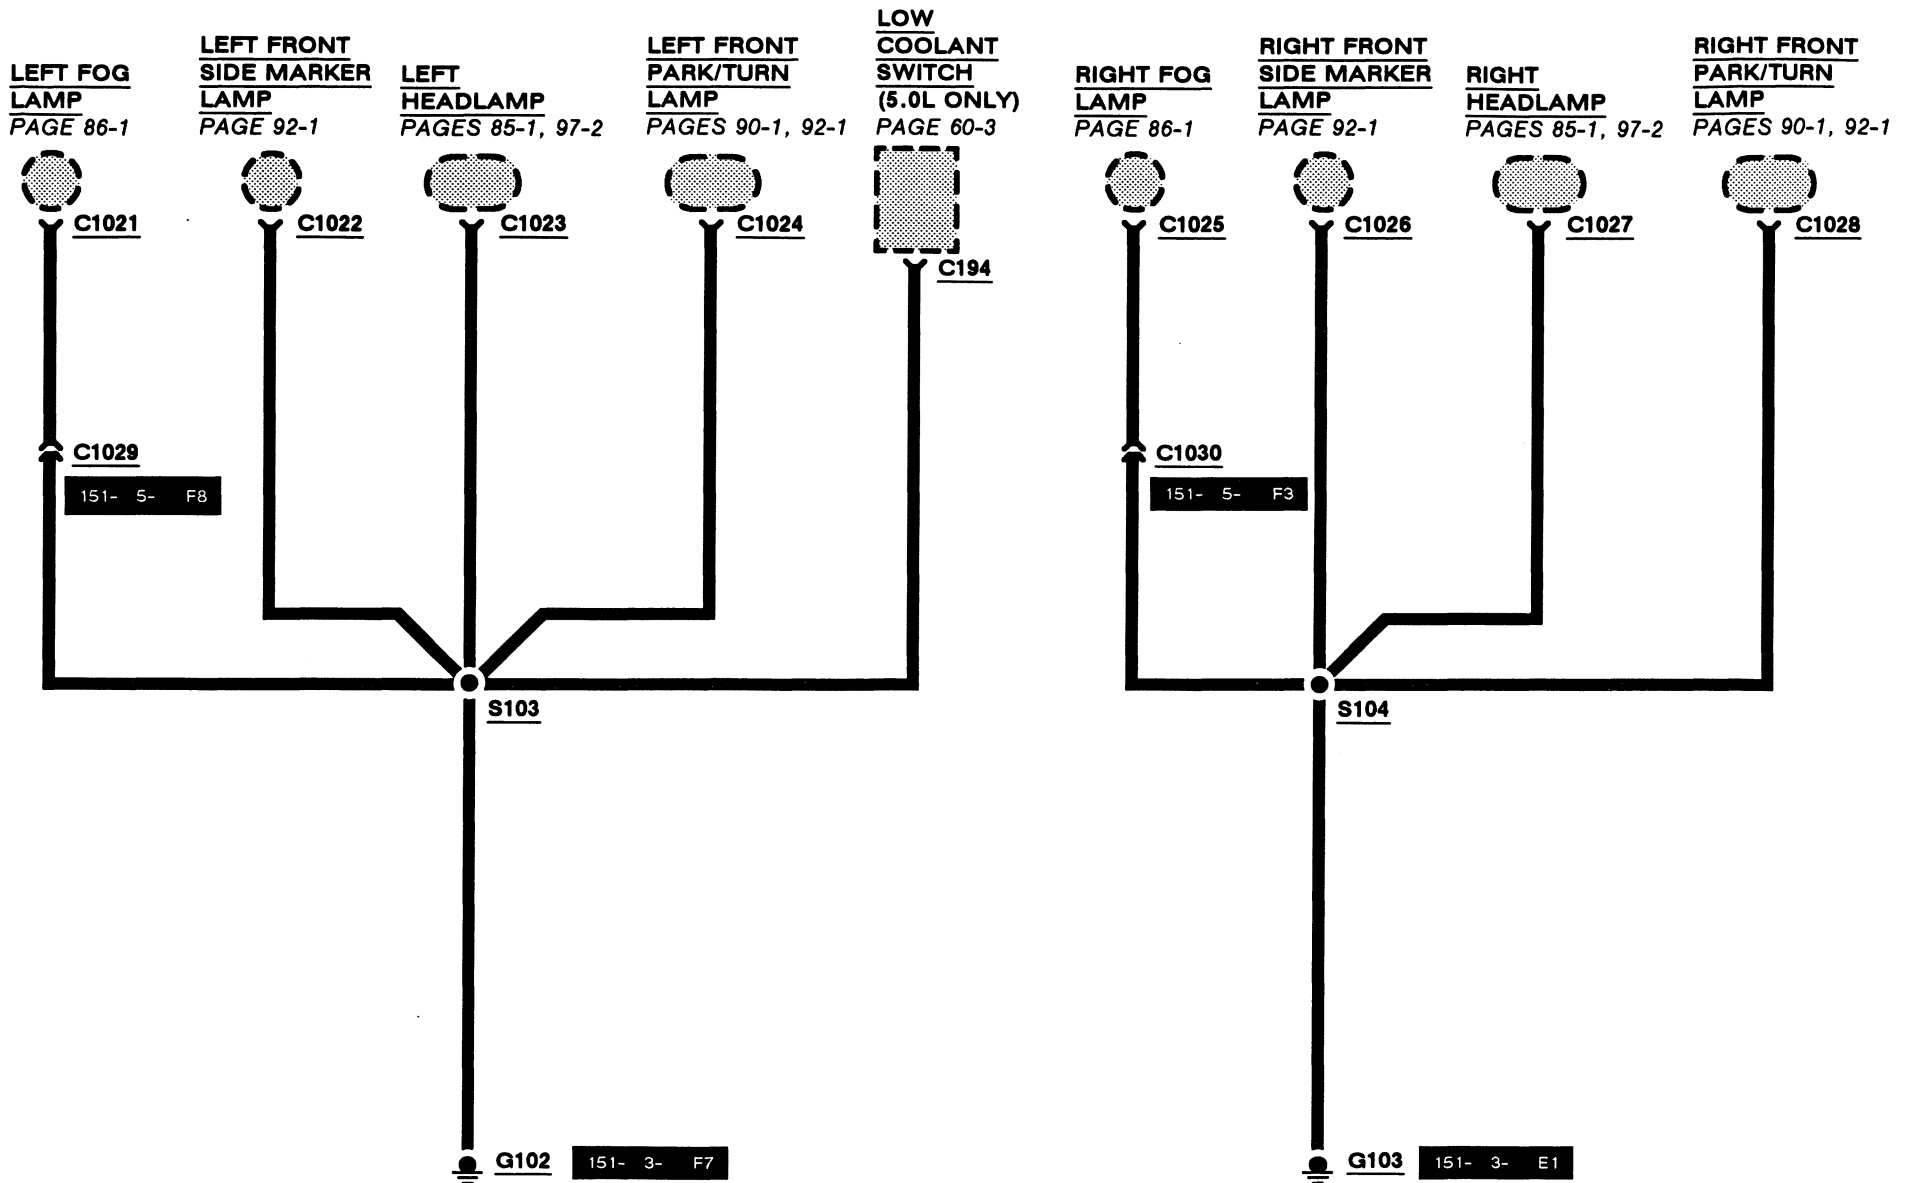 LEFT FOG
LAMP
PAGE 86-1
LEFT FRONT
SIDE MARKER
LAMP
PAGE 92-1
LEFT
HEADLAMP
PAGES 85-1, 97-2
LEFT FRONT
PARK/TURN
LAMP
PAGES 90-1, 92-1
LOW
COOLANT
SWITCH
(5.0L ONLY)
PAGE 60-3
RIGHT FOG
LAMP
PAGE 86-1
RIGHT FRONT
SIDE MARKER
LAMP
PAGE 92-1
RIGHT
HEADLAMP
PAGES 85-1, 97-2
RIGHT FRONT
PARK/TURN
LAMP
PAGES 90-1, 92-1
C1021
C1022
C1023
C1024
C194
C1025
C1026
C1027
C1028
C1029
151- 5- F8
C1030
151- 5- F3
S103
S104
G102
151- 3- F7
G103
151- 3- E1